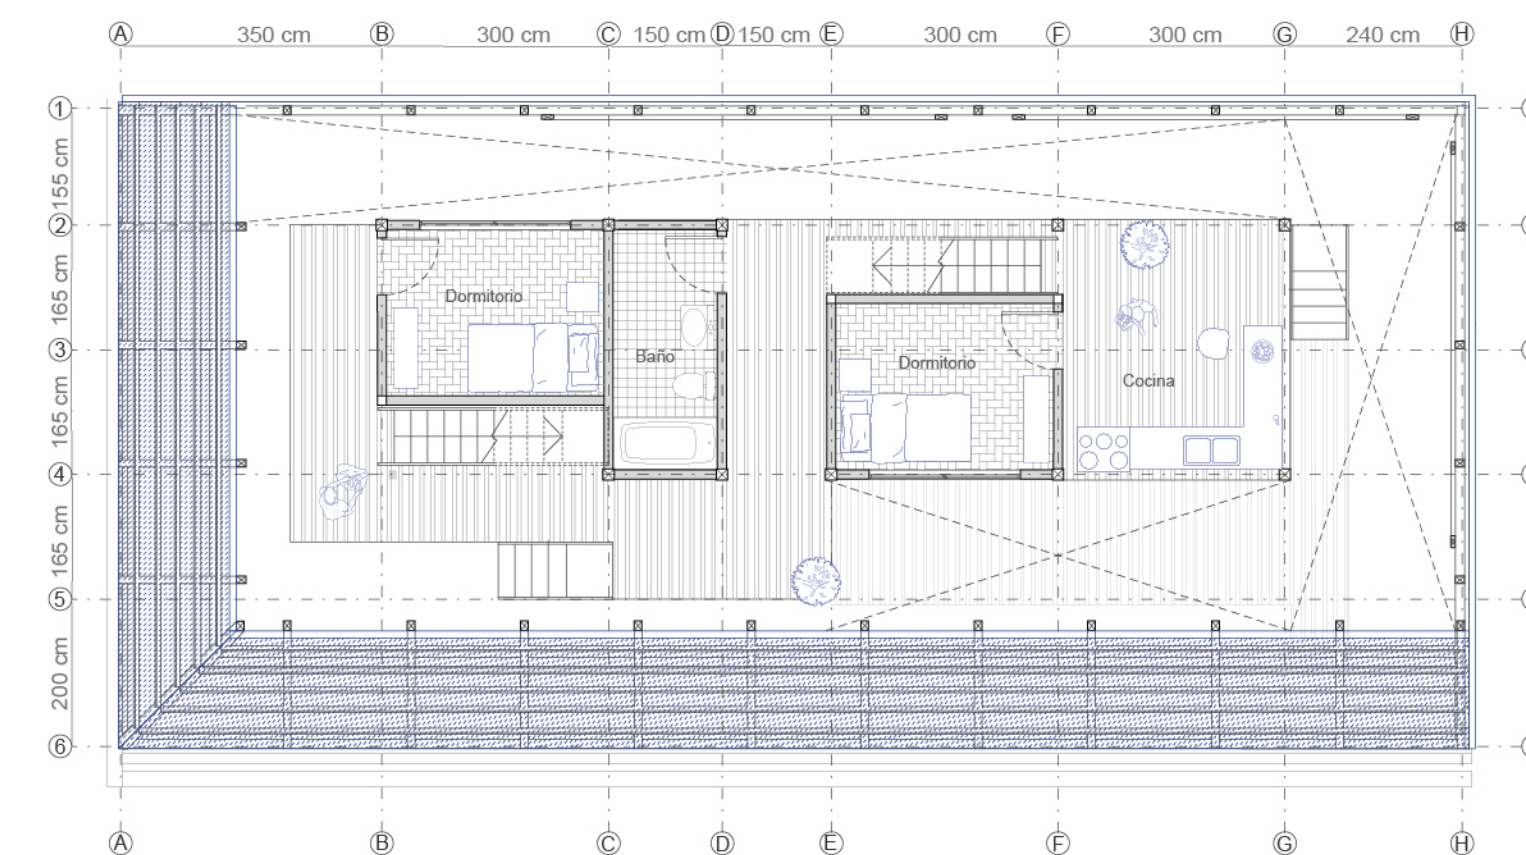 A B C D E F G H
350 cm 300 cm 150 cm 150 cm 300 cm 300 cm 240 cm
1
155 cm
2
165 cm
Dormitorio
3
Baño
Dormitorio
Cocina
165 cm
4
165 cm
5
200 cm
6
A B C D E F G H